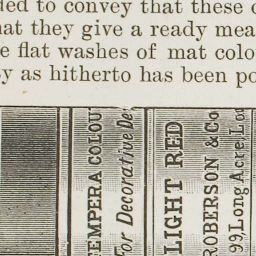 ded to convey that these
hat they give a ready mea
e flat washes of mat colo
y as hitherto has been po
TEMPERA COLOU
For Decorative De
LIGHT RED
ROBERSON & Co
99, Long Acre, Lo